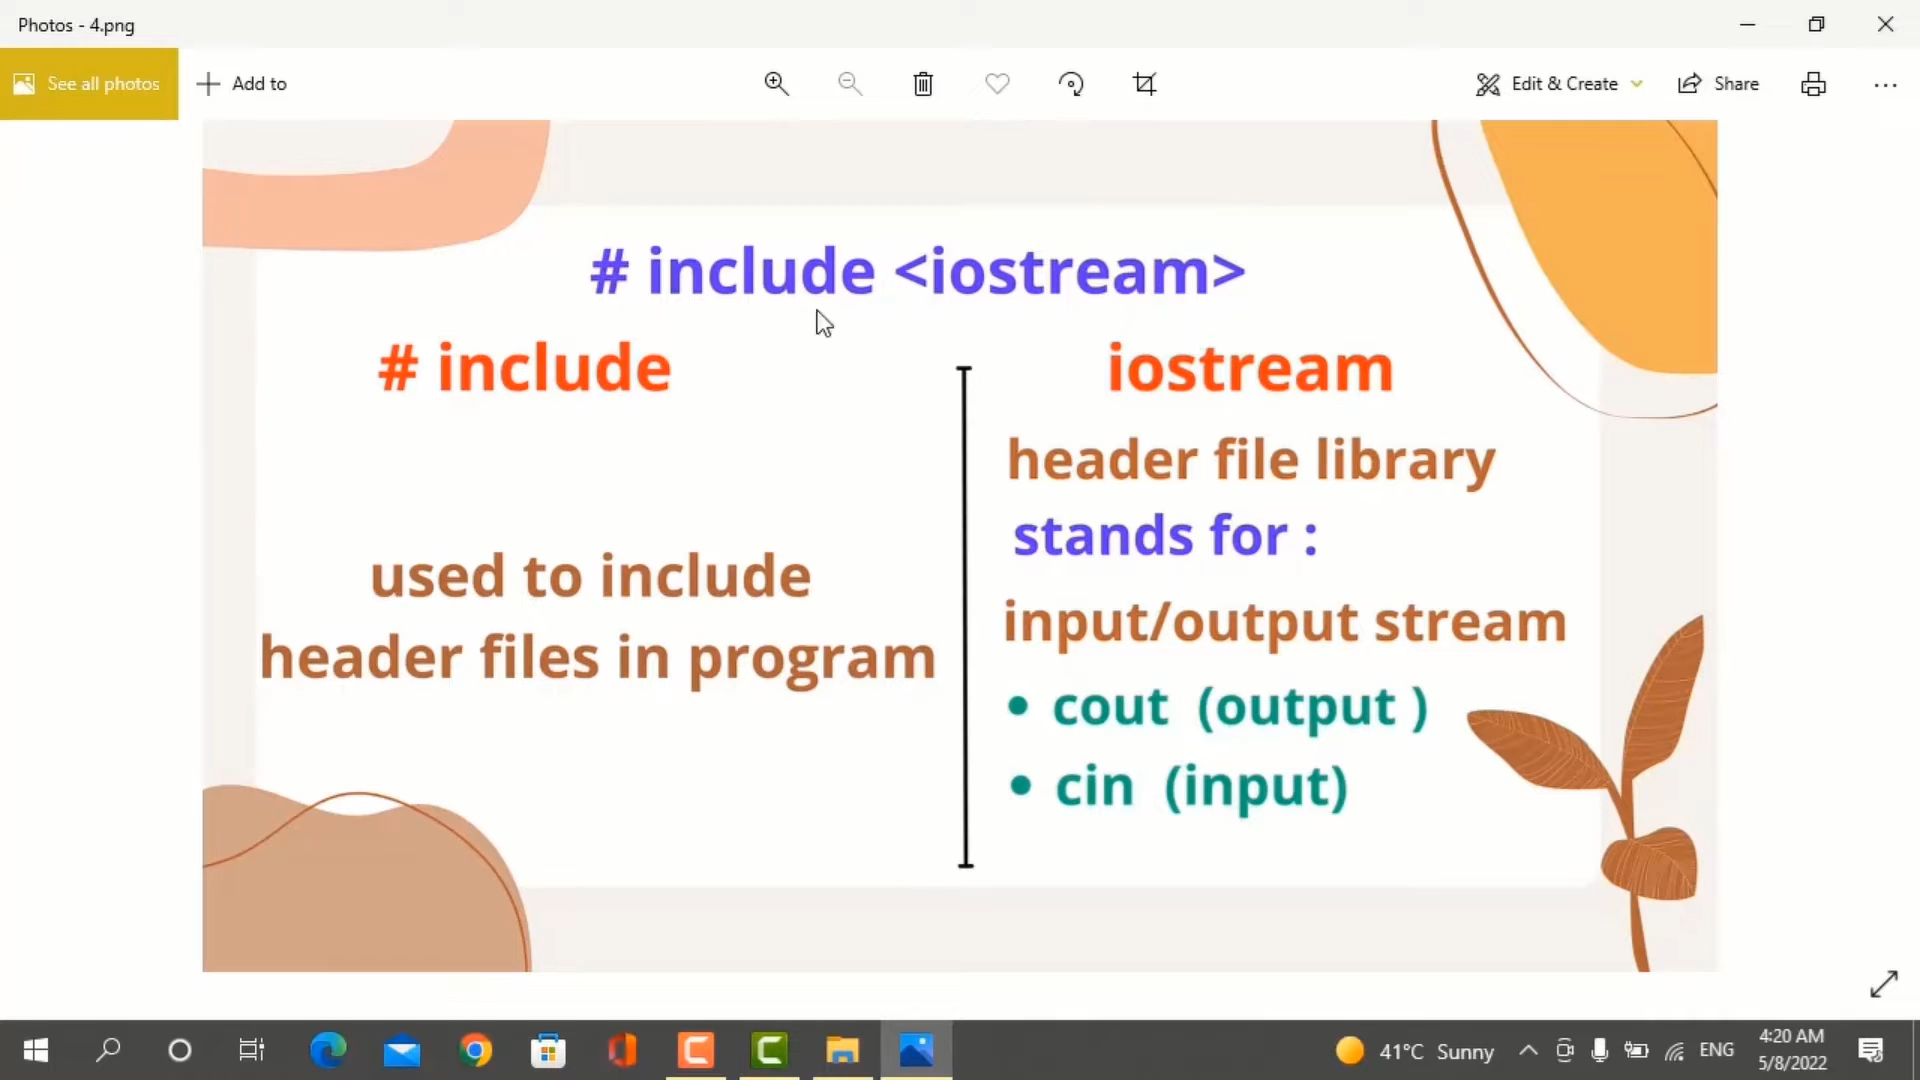 Photos - 4.png
See all photos
Add to
Edit & Create
Share
# include <iostream>
# include
used to include
header files in program
iostream
header file library
stands for :
input/output stream
• cout (output )
• cin (input)
41°C Sunny
ENG
4:20 AM
5/8/2022